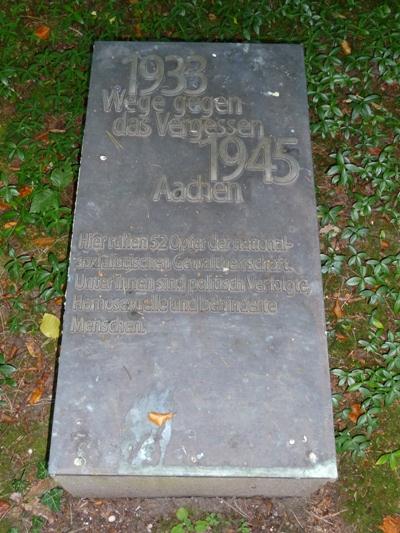 1933
Wege gegen
das Vergessen
1945
Aachen
Hier ruhen 52 Opfer der national-
sozialistischen Gewaltherrschaft.
Unter ihnen sind politisch Verfolgte,
Homosexuelle und behinderte
Menschen.